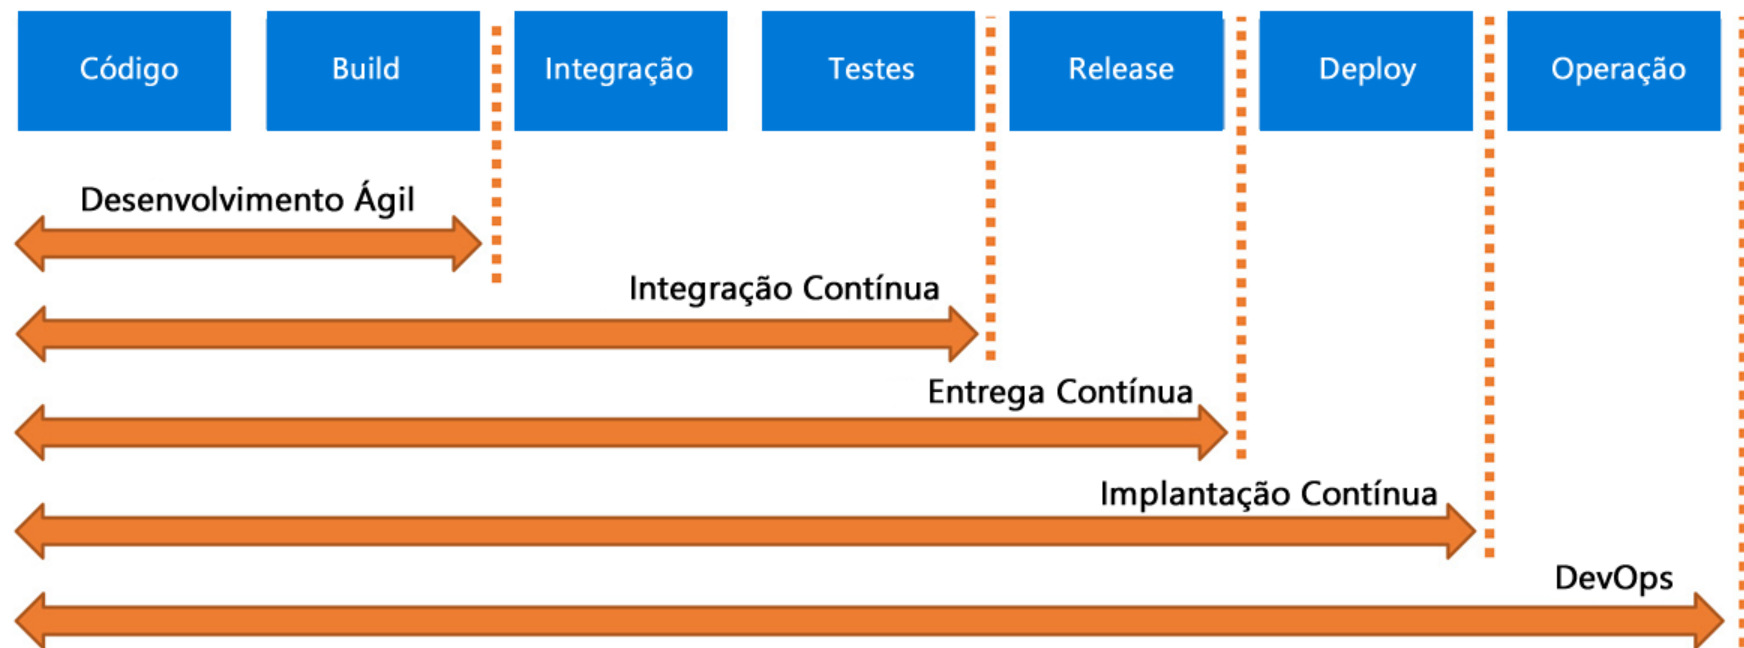 Código
Build
Integração
Testes
Release
Deploy
Operação
Desenvolvimento Ágil
Integração Contínua
Entrega Contínua
Implantação Contínua
DevOps